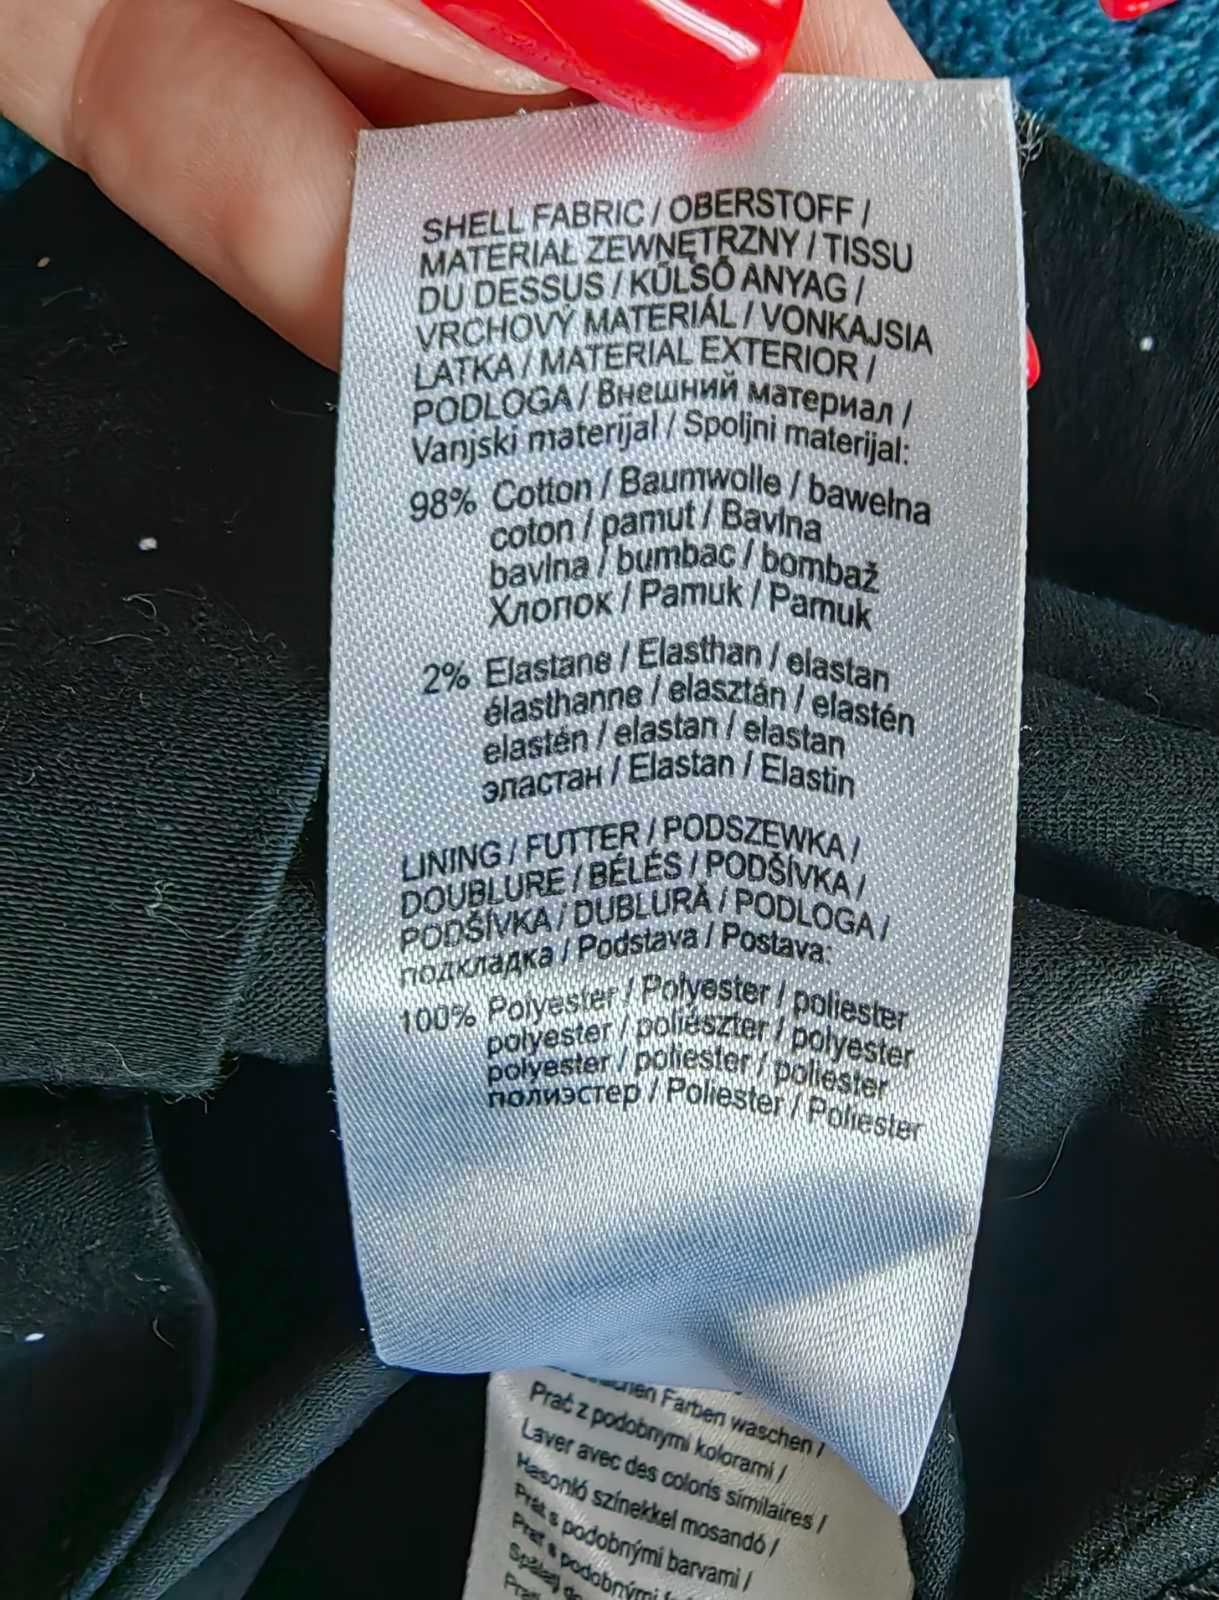 SHELL FABRIC / OBERSTOFF /
MATERIAŁ ZEWNĘTRZNY / TISSU
DU DESSUS / KÜLSŐ ANYAG /
VRCHOVÝ MATERIÁL / VONKAJSIA
LATKA / MATERIAL EXTERIOR /
PODLOGA / Внешний материал /
Vanjski materijal / Spoljni materijal:
98% Cotton / Baumwolle / bawełna
coton / pamut / Bavlna
bavlna / bumbac / bombaž
Хлопок / Pamuk / Pamuk
2% Elastane / Elasthan / elastan
élasthanne / elasztán / elastén
elastén / elastan / elastan
эластан / Elastan / Elastin
LINING / FUTTER / PODSZEWKA /
DOUBLURE / BÉLÉS / PODŠÍVKA /
PODŠÍVKA / DUBLURĂ / PODLOGA /
подкладка / Podstava / Postava:
100% Polyester / Polyester / poliester
polyester / poliészter / polyester
polyester / poliester / poliester
полиэстер / Poliester / Poliester
Farben waschen /
Prać z podobnymi kolorami /
Laver avec des coloris similaires /
Hasonló színekkel mosandó /
Prát s podobnými barvami /
Prať s podobnými